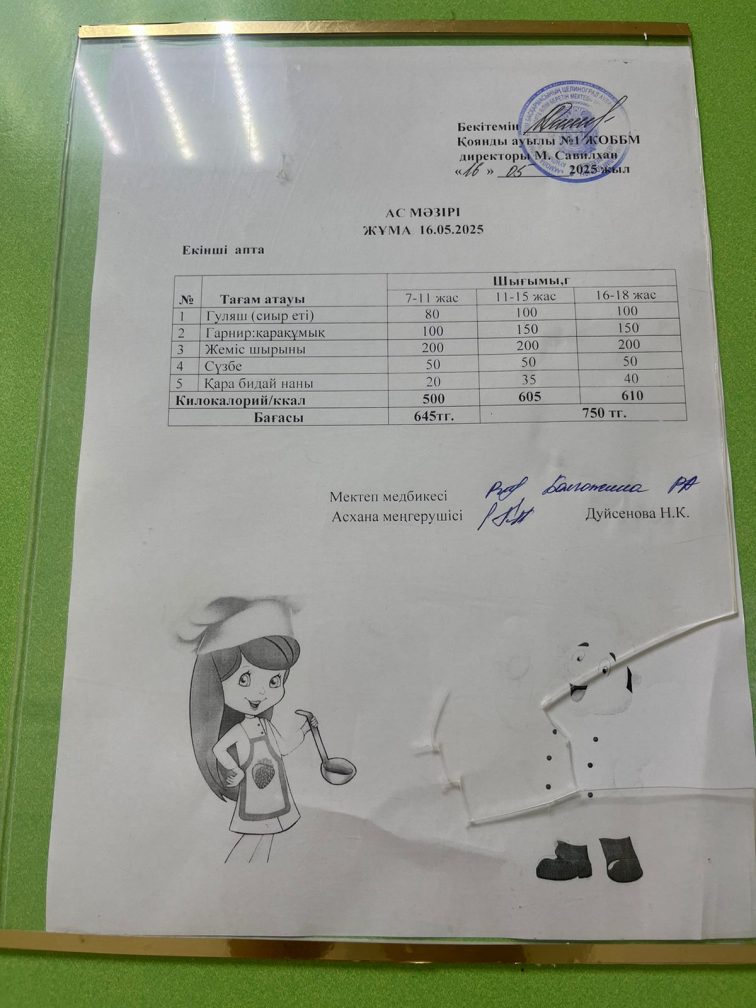 Бекітемін
Қоянды ауылы №1 ЖОББМ
директоры М. Савилхан
«16» 05 2025 жыл
АС МӘЗІРІ
ЖҰМА 16.05.2025
Екінші апта
№ Тағам атауы Шығымы,г
7-11 жас 11-15 жас 16-18 жас
1 Гуляш (сиыр еті) 80 100 100
2 Гарнир:қарақұмық 100 150 150
3 Жеміс шырыны 200 200 200
4 Сүзбе 50 50 50
5 Қара бидай наны 20 35 40
Килокалорий/ккал 500 605 610
Бағасы 645тг. 750 тг.
Мектеп медбикесі
Асхана меңгерушісі Дуйсенова Н.К.